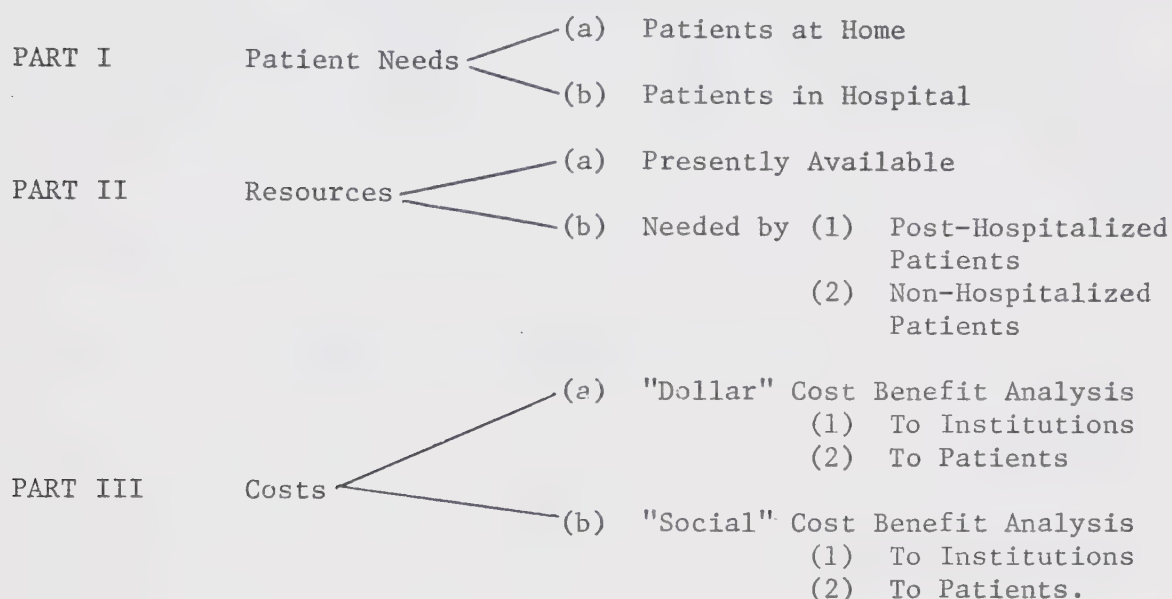 (a) Patients at Home
PART I Patient Needs
(b) Patients in Hospital
(a) Presently Available
PART II Resources
(b) Needed by (1) Post-Hospitalized
Patients
(2) Non-Hospitalized
Patients
(a) "Dollar" Cost Benefit Analysis
(1) To Institutions
(2) To Patients
PART III Costs
(b) "Social" Cost Benefit Analysis
(1) To Institutions
(2) To Patients.